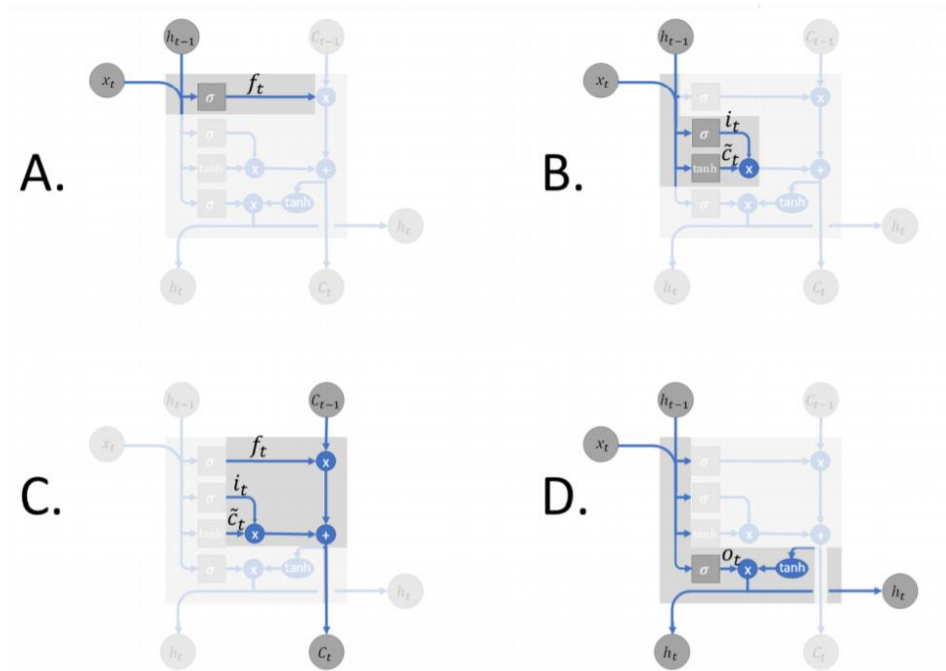 h_{t-1} C_{t-1} h_{t-1} C_{t-1}
x_t f_t x_t
σ x σ x
σ σ i_t
A. tanh x + B. tanh c̃_t x +
σ x tanh σ x tanh
h_t h_t
h_t C_t h_t C_t
h_{t-1} C_{t-1} h_{t-1} C_{t-1}
x_t f_t x_t
σ x σ x
C. σ i_t D. σ
tanh c̃_t x + tanh x +
σ x tanh σ o_t x tanh
h_t h_t
h_t C_t h_t C_t